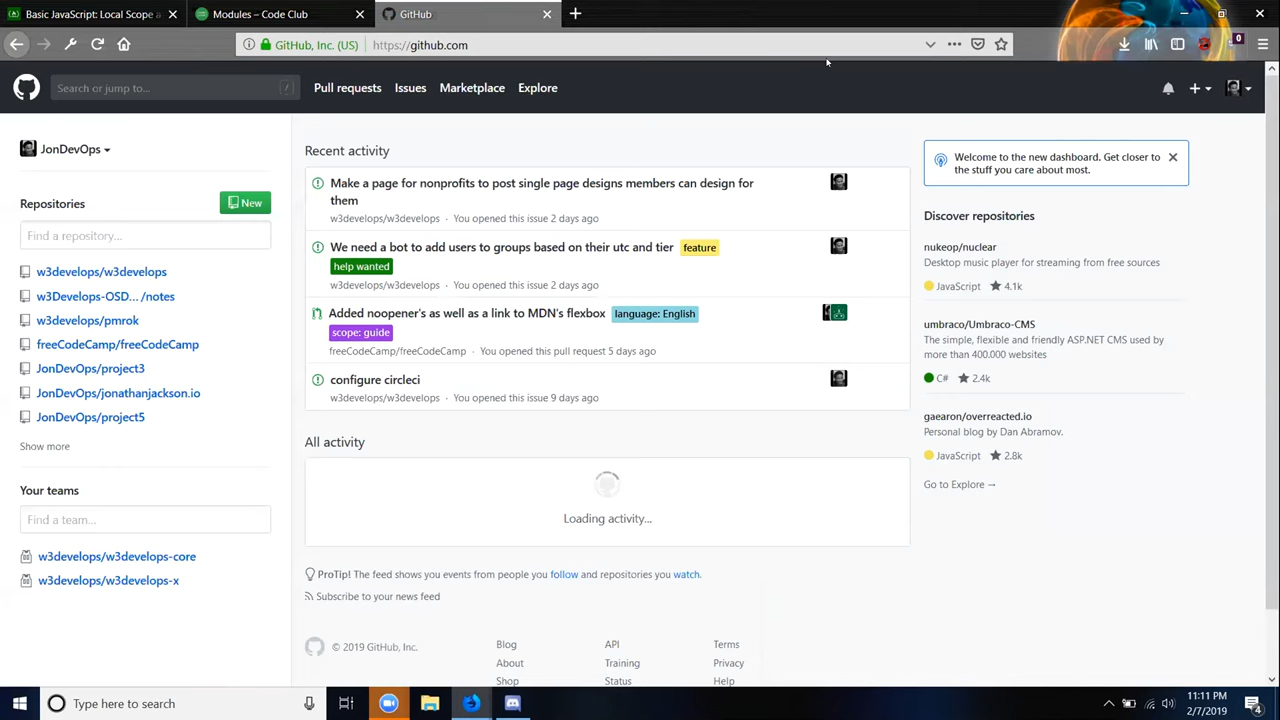 Basic JavaScript: Local Scope a
Modules – Code Club
GitHub
GitHub, Inc. (US)
https://github.com
0
Search or jump to...
/
Pull requests
Issues
Marketplace
Explore
JonDevOps
Repositories
New
Find a repository...
w3develops/w3develops
w3Develops-OSD... /notes
w3develops/pmrok
freeCodeCamp/freeCodeCamp
JonDevOps/project3
JonDevOps/jonathanjackson.io
JonDevOps/project5
Show more
Your teams
Find a team...
w3develops/w3develops-core
w3develops/w3develops-x
Recent activity
Make a page for nonprofits to post single page designs members can design for
them
w3develops/w3develops · You opened this issue 2 days ago
We need a bot to add users to groups based on their utc and tier feature
help wanted
w3develops/w3develops · You opened this issue 2 days ago
Added noopener's as well as a link to MDN's flexbox language: English
scope: guide
freeCodeCamp/freeCodeCamp · You opened this pull request 5 days ago
configure circleci
w3develops/w3develops · You opened this issue 9 days ago
All activity
Loading activity...
ProTip! The feed shows you events from people you follow and repositories you watch.
Subscribe to your news feed
© 2019 GitHub, Inc.
Blog
About
Shop
API
Training
Status
Terms
Privacy
Help
Welcome to the new dashboard. Get closer to
the stuff you care about most.
Discover repositories
nukeop/nuclear
Desktop music player for streaming from free sources
JavaScript 4.1k
umbraco/Umbraco-CMS
The simple, flexible and friendly ASP.NET CMS used by
more than 400.000 websites
C# 2.4k
gaearon/overreacted.io
Personal blog by Dan Abramov.
JavaScript 2.8k
Go to Explore →
Type here to search
11:11 PM
2/7/2019
4